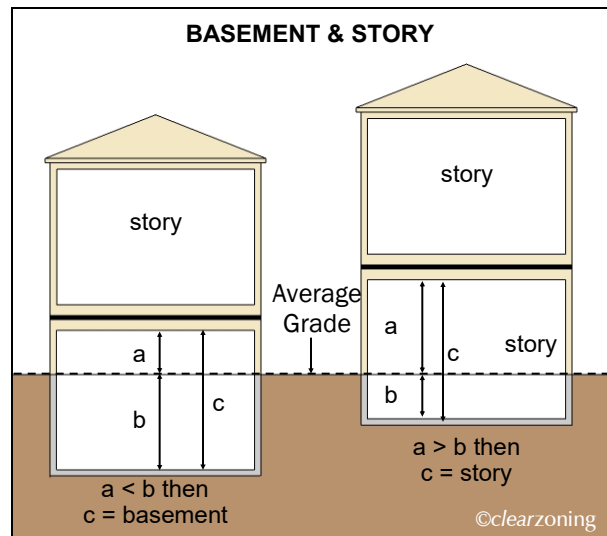 BASEMENT & STORY
story
story
Average
Grade
a
b
c
a
b
c
story
a < b then
c = basement
a > b then
c = story
©clearzoning